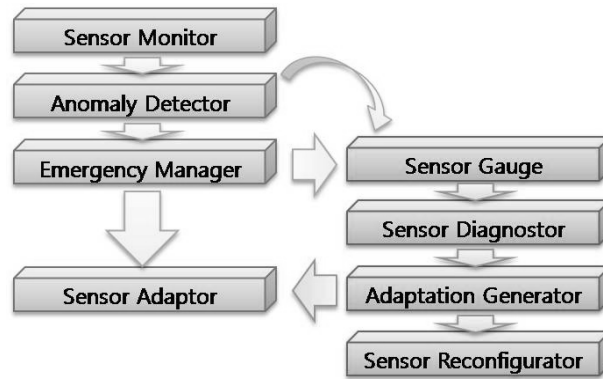 Sensor Monitor
Anomaly Detector
Emergency Manager
Sensor Adaptor
Sensor Gauge
Sensor Diagnostor
Adaptation Generator
Sensor Reconfigurator